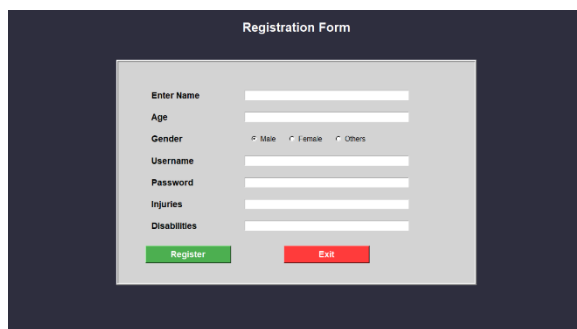 Registration Form
Enter Name
Age
Gender Male Female Others
Username
Password
Injuries
Disabilities
Register Exit